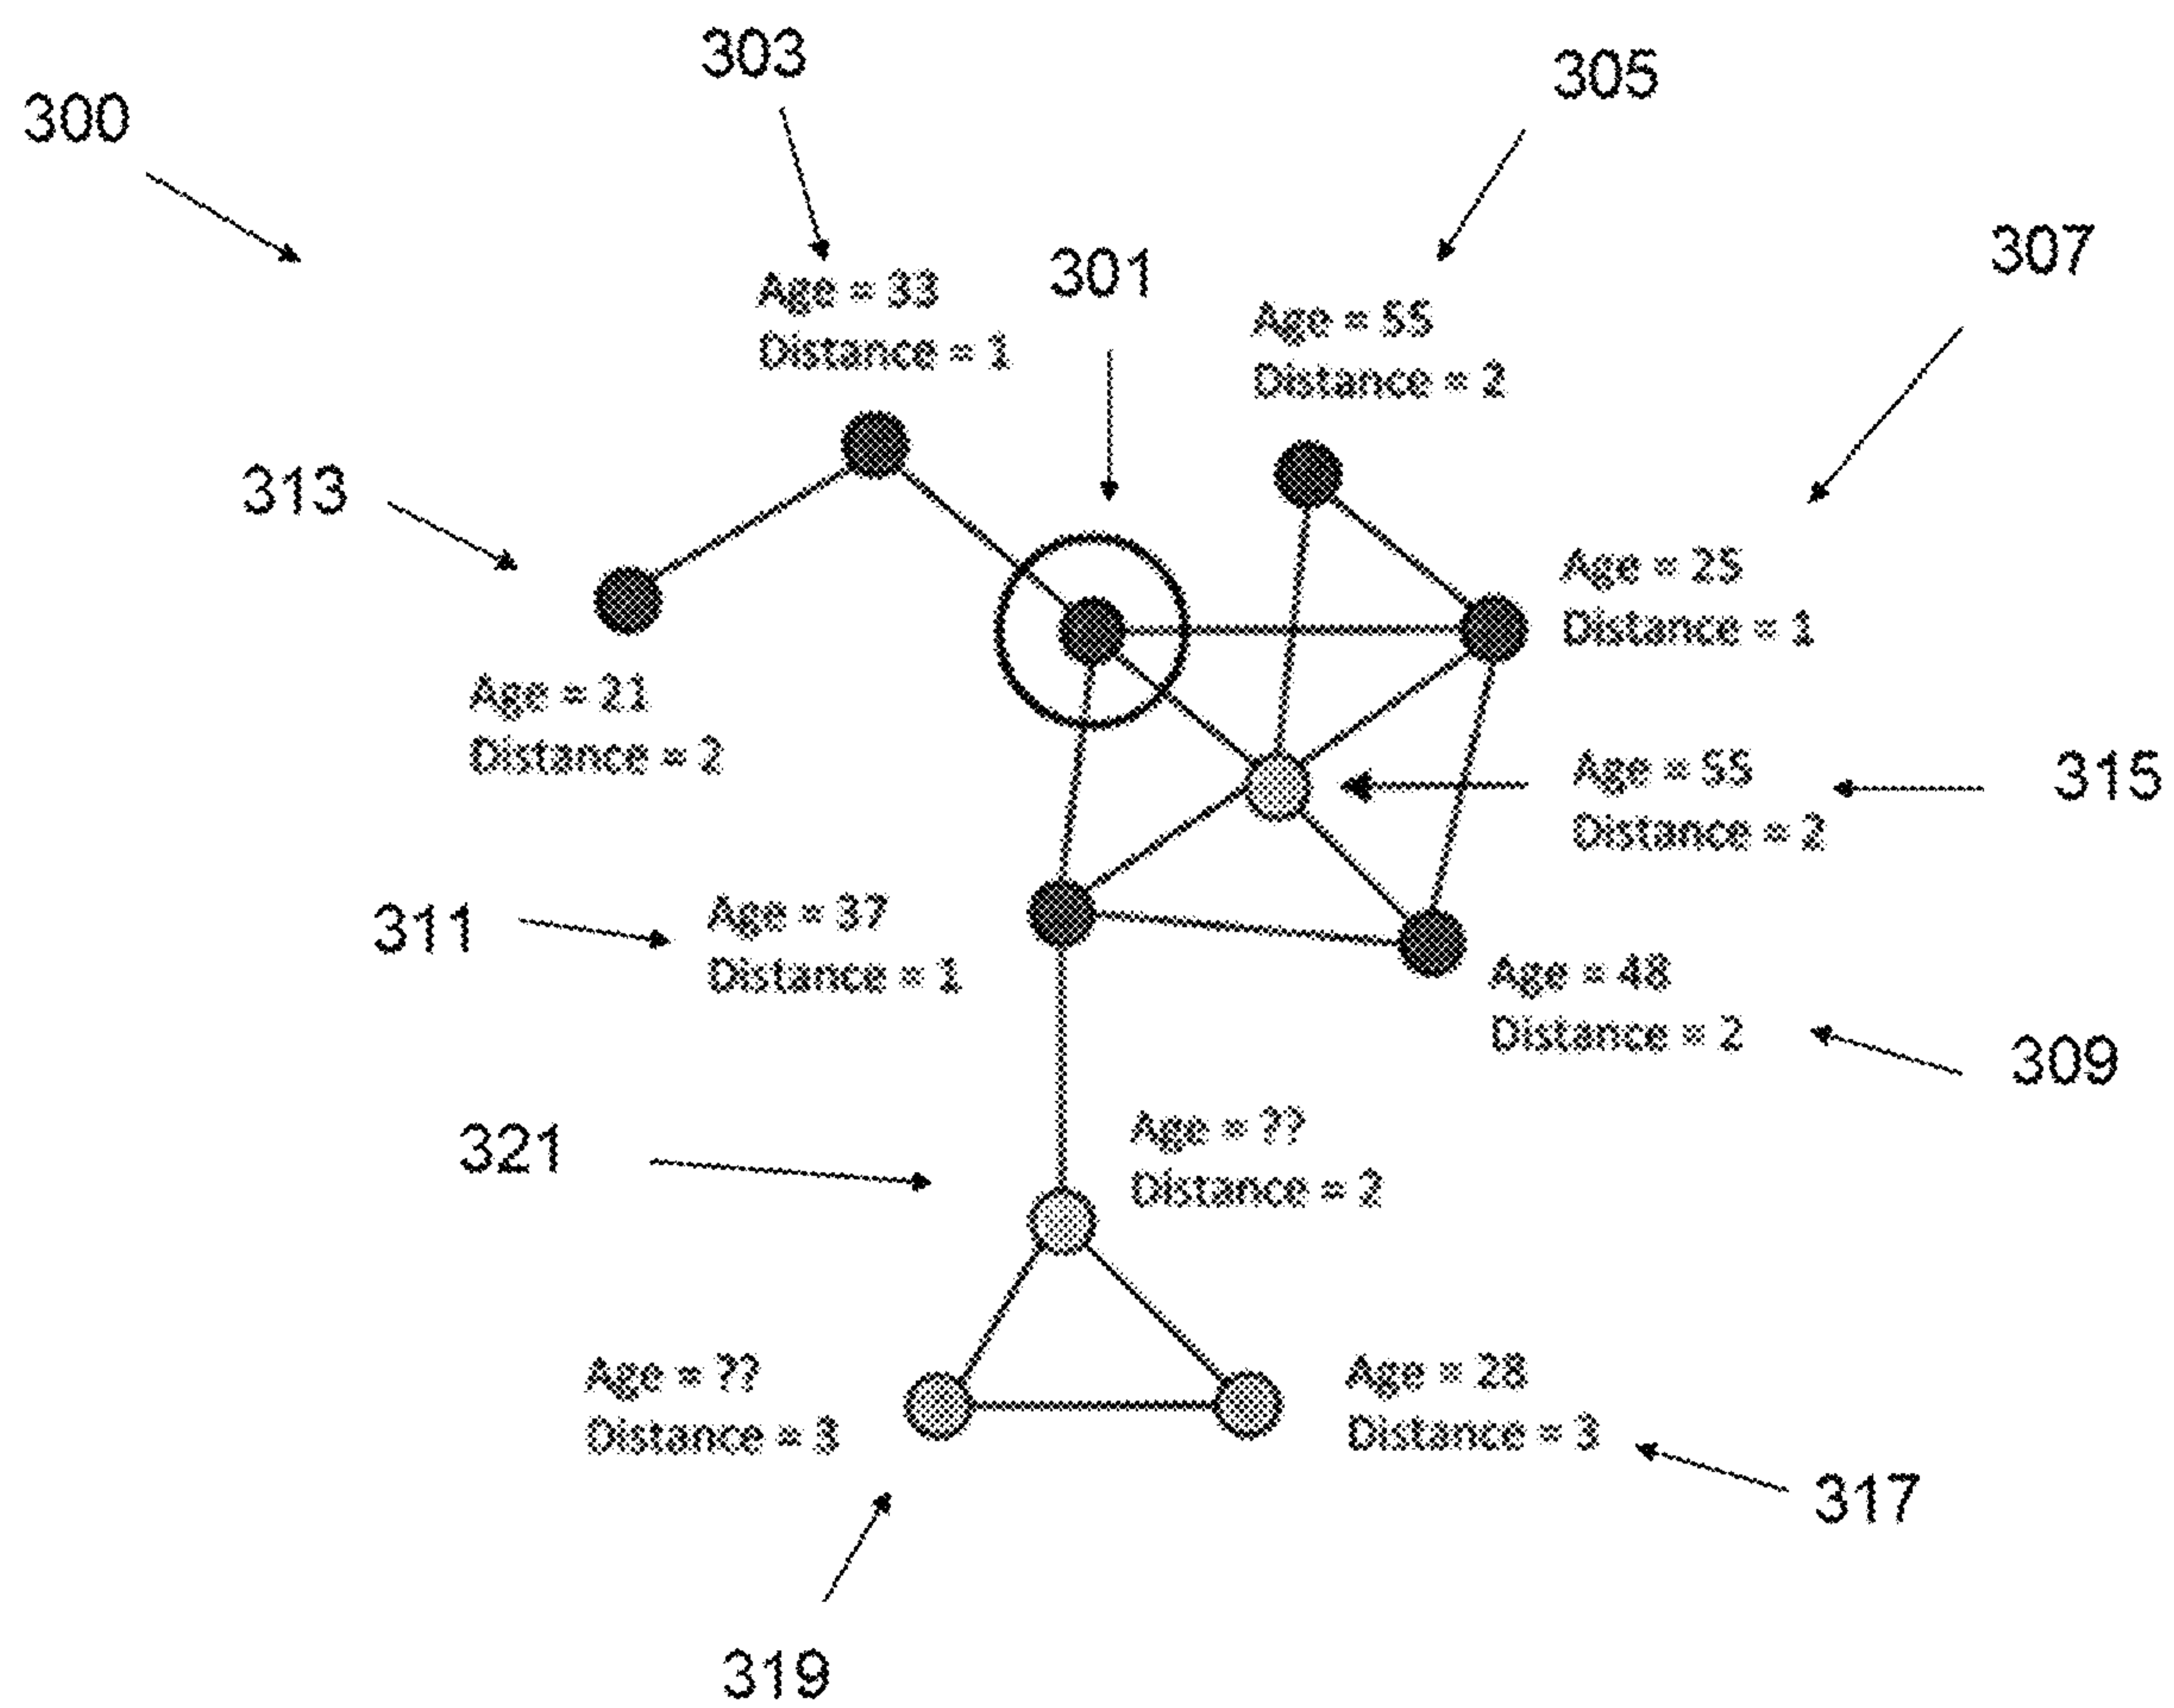 303
305
300
307
301
Age = 33
Distance = 1
Age = 55
Distance = 2
313
Age = 25
Distance = 1
Age = 21
Distance = 2
Age = 55
Distance = 2
315
311
Age = 37
Distance = 1
Age = 48
Distance = 2
309
321
Age = ??
Distance = 2
Age = ??
Distance = 3
Age = 28
Distance = 3
317
319